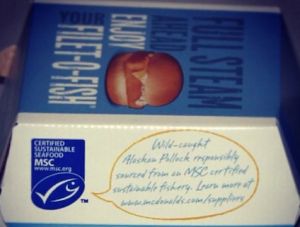 FULL STEAM
AHEAD
ENJOY
YOUR
FILET-O-FISH
CERTIFIED
SUSTAINABLE
SEAFOOD
MSC
www.msc.org
TM
Wild-caught
Alaskan Pollock responsibly
sourced from an MSC certified
sustainable fishery. Learn more at
www.mcdonalds.com/suppliers